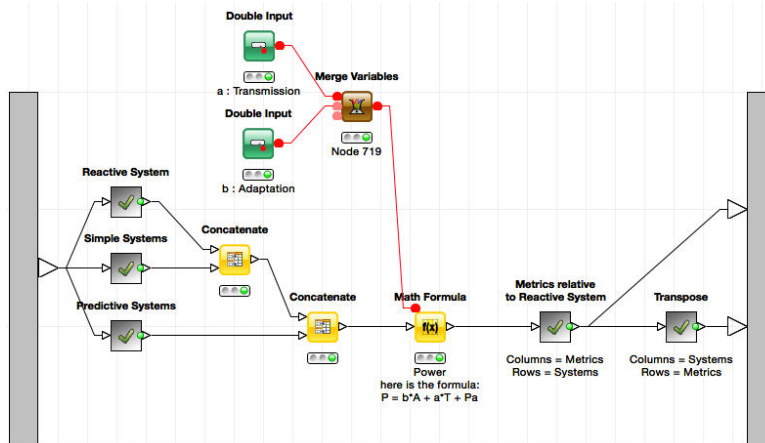 Double Input
a : Transmission
Merge Variables
Double Input
Node 719
b : Adaptation
Reactive System
Concatenate
Simple Systems
Predictive Systems
Concatenate
Math Formula
f(x)
Power
here is the formula:
P = b*A + a*T + Pa
Metrics relative
to Reactive System
Columns = Metrics
Rows = Systems
Transpose
Columns = Systems
Rows = Metrics